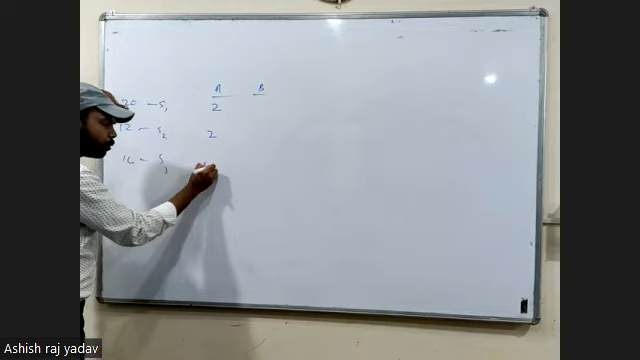 A B
20 – S1 2
12 – S2 2
16 – S3
Ashish raj yadav